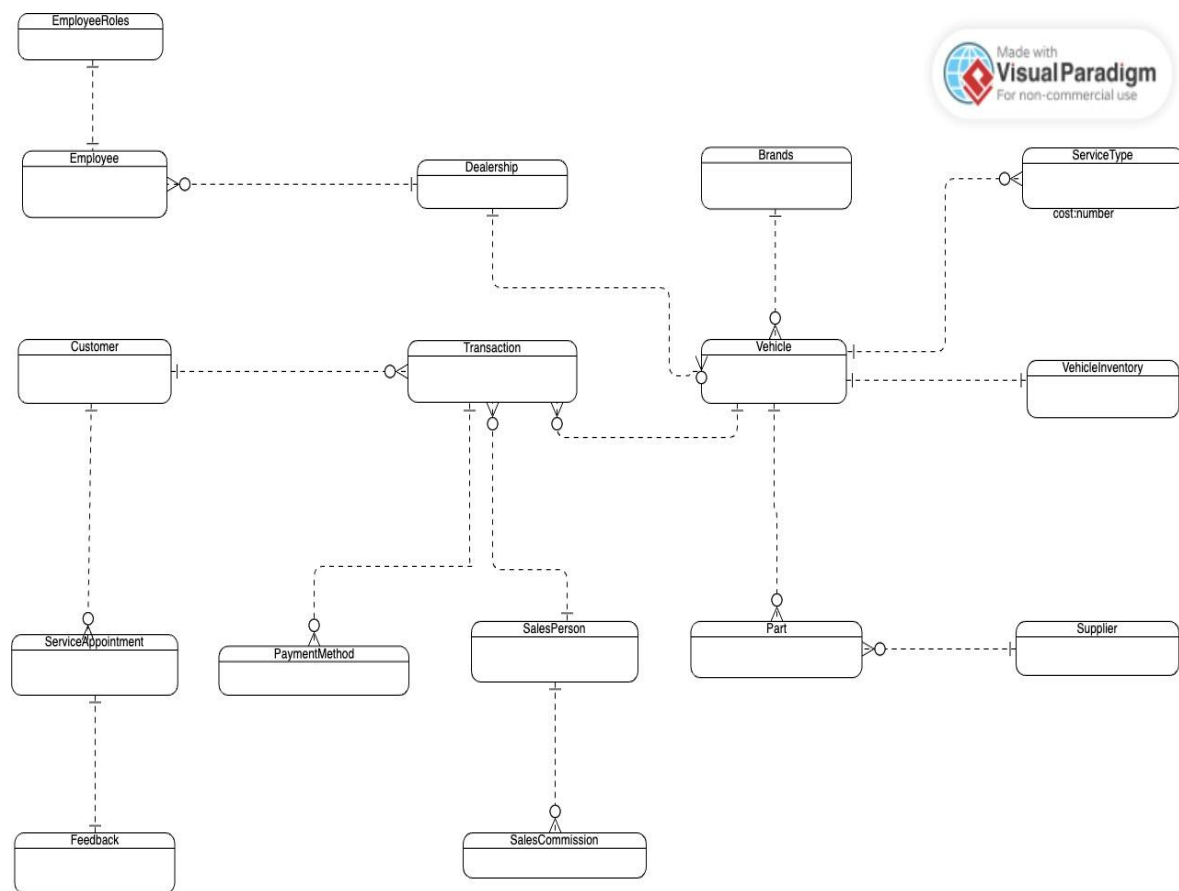 EmployeeRoles
Made with
Visual Paradigm
For non-commercial use
Employee
Dealership
Brands
ServiceType
cost:number
Customer
Transaction
Vehicle
VehicleInventory
ServiceAppointment
PaymentMethod
SalesPerson
Part
Supplier
Feedback
SalesCommission